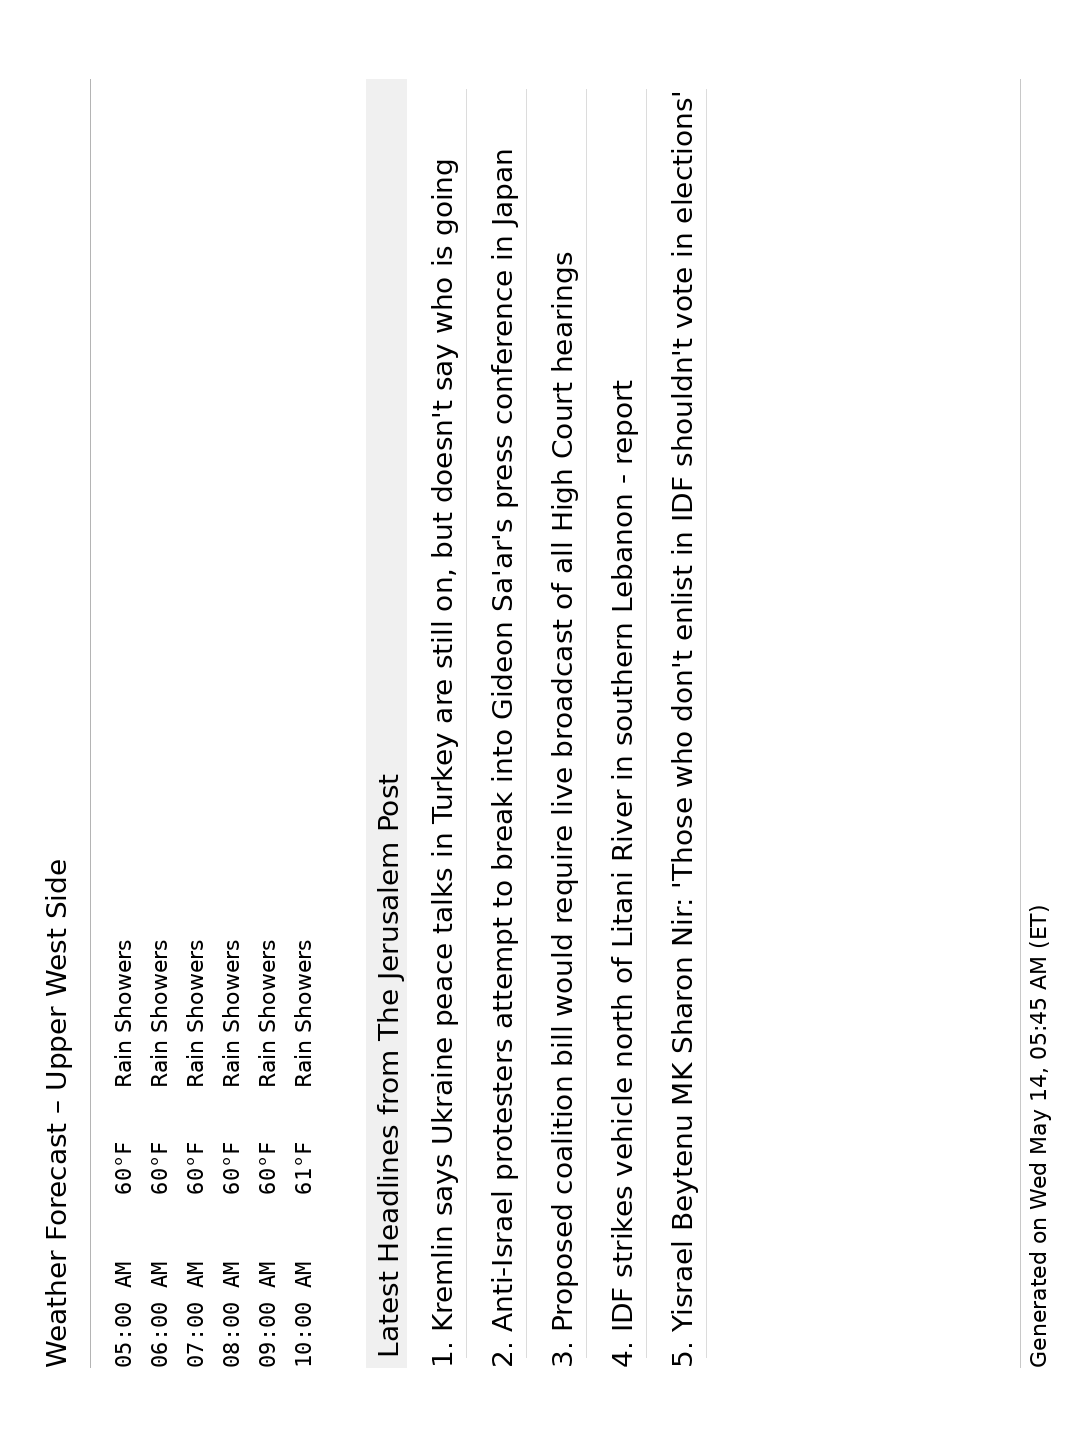 Weather Forecast – Upper West Side
05:00 AM 60°F Rain Showers
06:00 AM 60°F Rain Showers
07:00 AM 60°F Rain Showers
08:00 AM 60°F Rain Showers
09:00 AM 60°F Rain Showers
10:00 AM 61°F Rain Showers
Latest Headlines from The Jerusalem Post
1. Kremlin says Ukraine peace talks in Turkey are still on, but doesn't say who is going
2. Anti-Israel protesters attempt to break into Gideon Sa'ar's press conference in Japan
3. Proposed coalition bill would require live broadcast of all High Court hearings
4. IDF strikes vehicle north of Litani River in southern Lebanon - report
5. Yisrael Beytenu MK Sharon Nir: 'Those who don't enlist in IDF shouldn't vote in elections'
Generated on Wed May 14, 05:45 AM (ET)